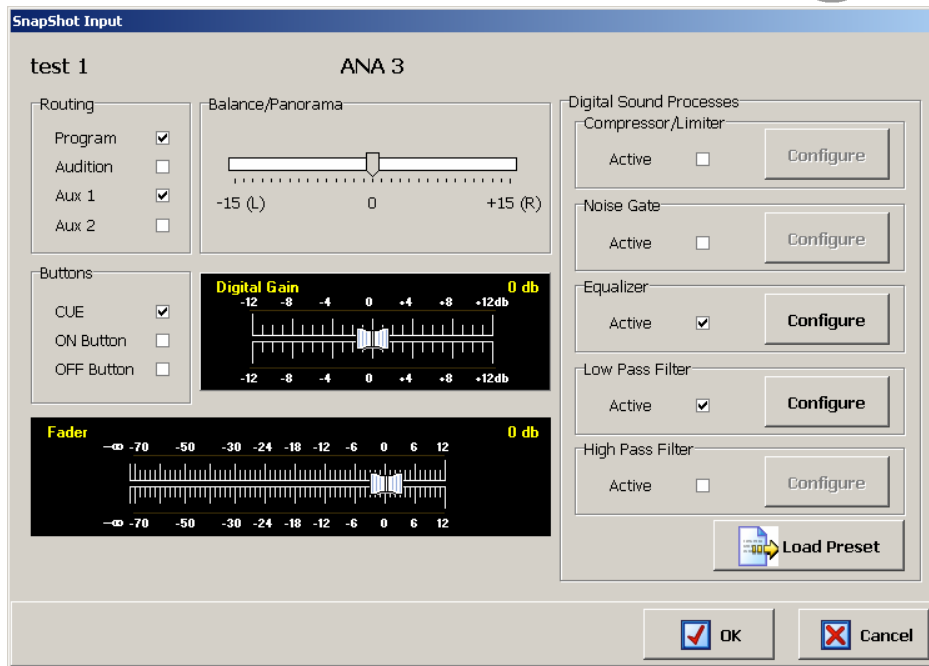 SnapShot Input
test 1 ANA 3
Routing
Program
Audition
Aux 1
Aux 2
Balance/Panorama
-15 (L) 0 +15 (R)
Buttons
CUE
ON Button
OFF Button
Digital Gain 0 db
-12 -8 -4 0 +4 +8 +12db
-12 -8 -4 0 +4 +8 +12db
Fader 0 db
-∞ -70 -50 -30 -24 -18 -12 -6 0 6 12
-∞ -70 -50 -30 -24 -18 -12 -6 0 6 12
Digital Sound Processes
Compressor/Limiter
Active Configure
Noise Gate
Active Configure
Equalizer
Active Configure
Low Pass Filter
Active Configure
High Pass Filter
Active Configure
Load Preset
OK Cancel